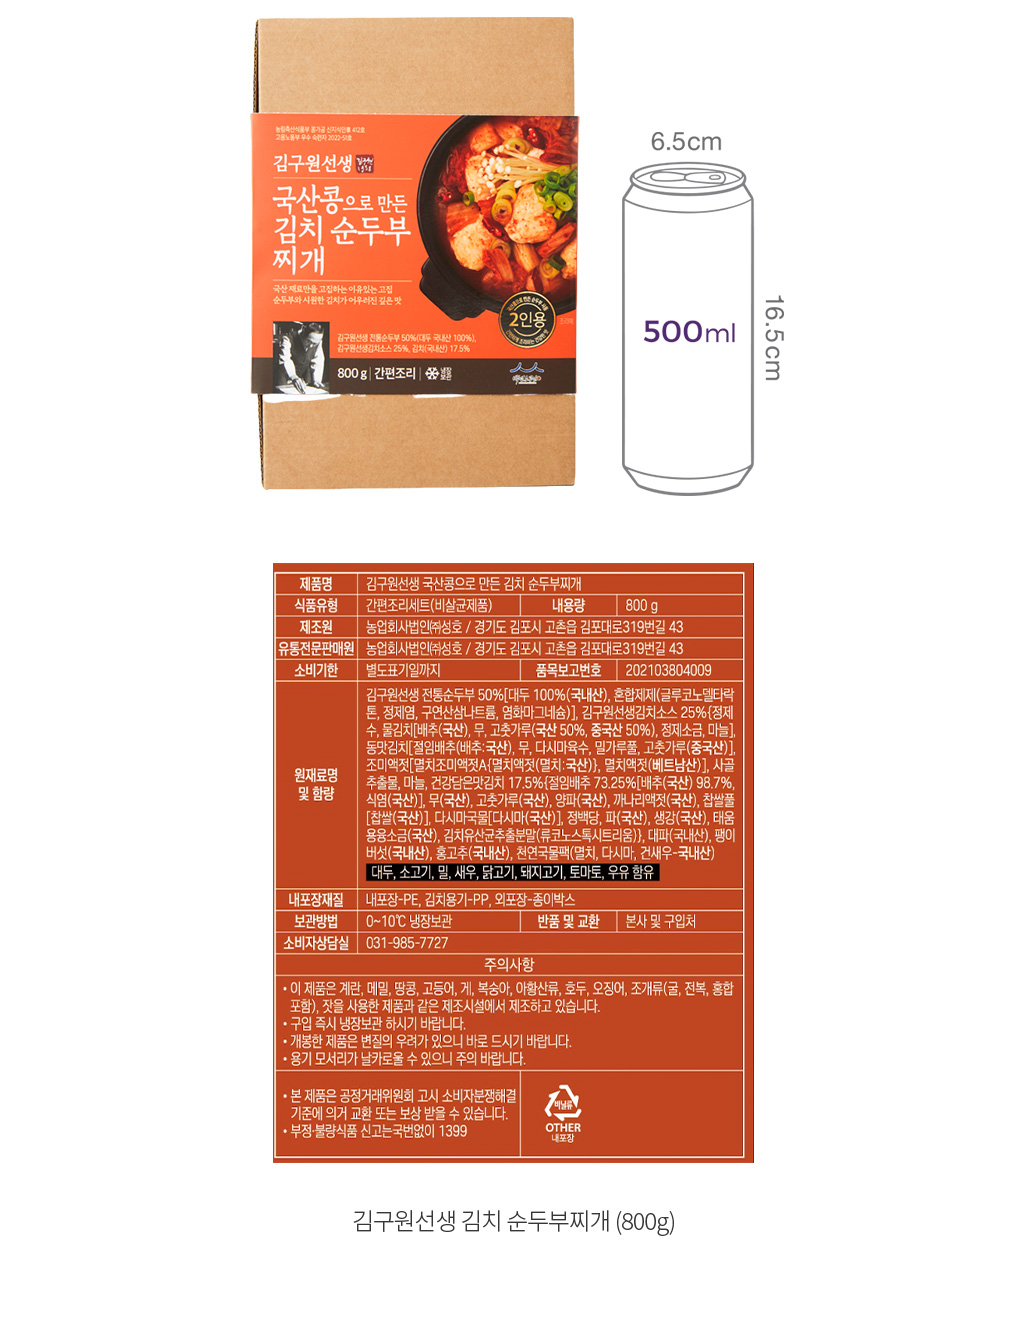 농림축산식품부 콩가공 신지식인 제 412호
고용노동부 우수 숙련자 2022-51호
김구원선생
국산콩으로 만든
김치 순두부
찌개
국산 재료만을 고집하는 이유있는 고집
순두부와 시원한 김치가 어우러진 깊은 맛
2인용
김구원선생 전통순두부 50%(대두 국내산 100%),
김구원선생김치소스 25%, 김치(국내산) 17.5%
800 g | 간편조리 | 냉장보관
6.5cm
500ml
16.5cm
제품명 김구원선생 국산콩으로 만든 김치 순두부찌개
식품유형 간편조리세트(비살균제품) 내용량 800 g
제조원 농업회사법인㈜성호 / 경기도 김포시 고촌읍 김포대로319번길 43
유통전문판매원 농업회사법인㈜성호 / 경기도 김포시 고촌읍 김포대로319번길 43
소비기한 별도표기일까지 품목보고번호 202103804009
원재료명 및 함량
김구원선생 전통순두부 50%[대두 100%(국내산), 혼합제제(글루코노델타락
톤, 정제염, 구연산삼나트륨, 염화마그네슘)], 김구원선생김치소스 25%{정제
수, 물김치[배추(국산), 무, 고춧가루(국산 50%, 중국산 50%), 정제소금, 마늘],
동맛김치[절임배추(배추:국산), 무, 다시마육수, 밀가루풀, 고춧가루(중국산)],
조미액젓[멸치조미액젓A{멸치액젓(멸치:국산)}, 멸치액젓(베트남산)], 사골
추출물, 마늘, 건강담은맛김치 17.5%{절임배추 73.25%[배추(국산) 98.7%,
식염(국산)], 무(국산), 고춧가루(국산), 양파(국산), 까나리액젓(국산), 찹쌀풀
[찹쌀(국산)], 다시마국물[다시마(국산)], 정백당, 파(국산), 생강(국산), 태움
용융소금(국산), 김치유산균추출분말(류코노스톡시트리움)}, 대파(국내산), 팽이
버섯(국내산), 홍고추(국내산), 천연국물팩(멸치, 다시마, 건새우-국내산)
대두, 소고기, 밀, 새우, 닭고기, 돼지고기, 토마토, 우유 함유
내포장재질 내포장-PE, 김치용기-PP, 외포장-종이박스
보관방법 0~10℃ 냉장보관 반품 및 교환 본사 및 구입처
소비자상담실 031-985-7727
주의사항
• 이 제품은 계란, 메밀, 땅콩, 고등어, 게, 복숭아, 아황산류, 호두, 오징어, 조개류(굴, 전복, 홍합
포함), 잣을 사용한 제품과 같은 제조시설에서 제조하고 있습니다.
• 구입 즉시 냉장보관 하시기 바랍니다.
• 개봉한 제품은 변질의 우려가 있으니 바로 드시기 바랍니다.
• 용기 모서리가 날카로울 수 있으니 주의 바랍니다.
• 본 제품은 공정거래위원회 고시 소비자분쟁해결
기준에 의거 교환 또는 보상 받을 수 있습니다.
• 부정·불량식품 신고는국번없이 1399
비닐류
OTHER
내포장
김구원선생 김치 순두부찌개 (800g)